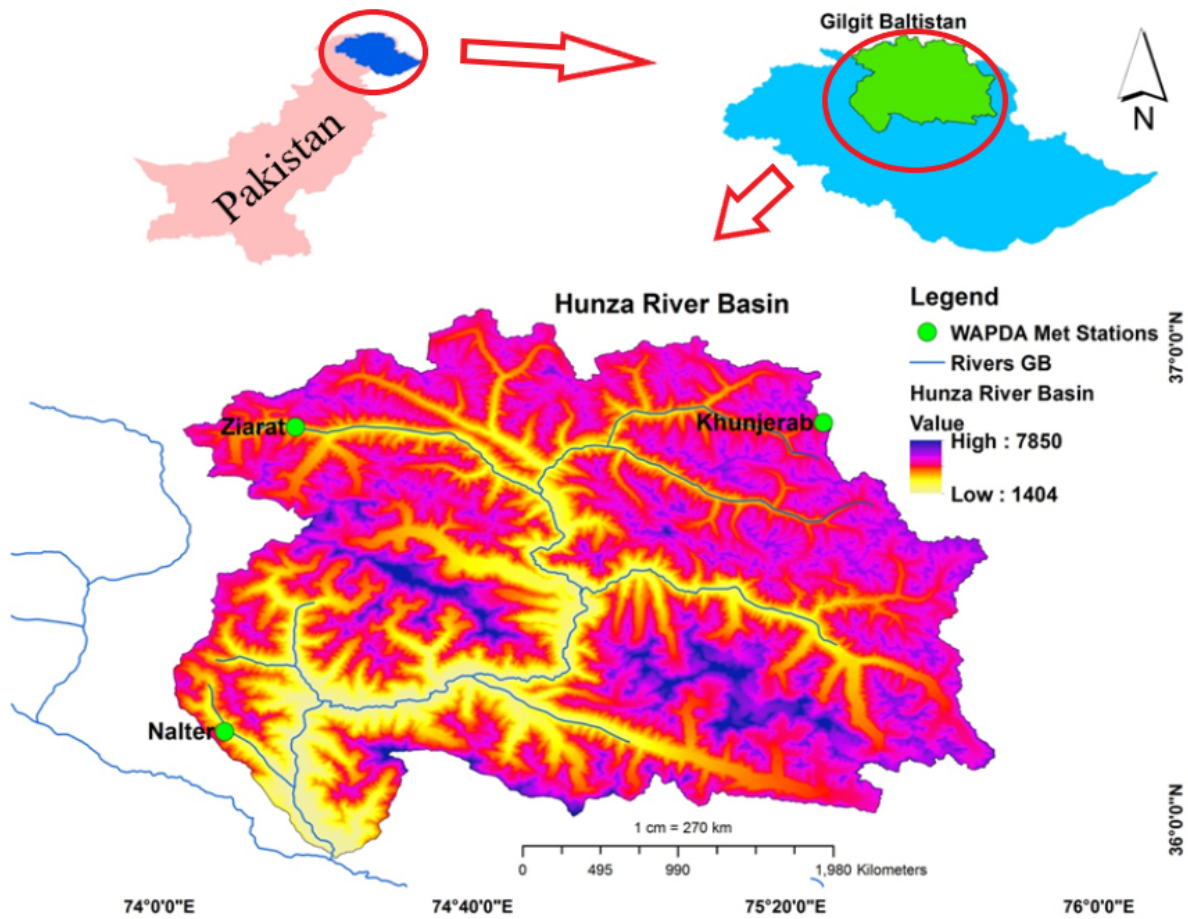 Gilgit Baltistan
Pakistan
N
Hunza River Basin
Legend
WAPDA Met Stations
Rivers GB
Hunza River Basin
Value
High : 7850
Low : 1404
37°0'0"N
Ziarat
Khunjerab
Nalter
36°0'0"N
1 cm = 270 km
0 495 990 1,980 Kilometers
74°0'0"E 74°40'0"E 75°20'0"E 76°0'0"E